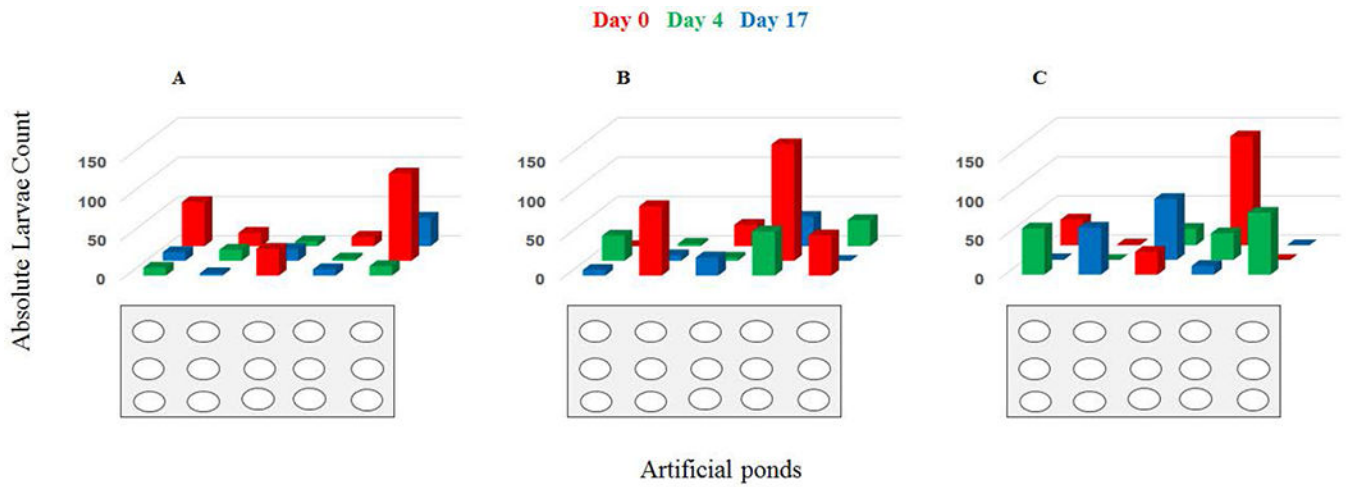 Day 0 Day 4 Day 17
A B C
Absolute Larvae Count
150 150 150
100 100 100
50 50 50
0 0 0
Artificial ponds